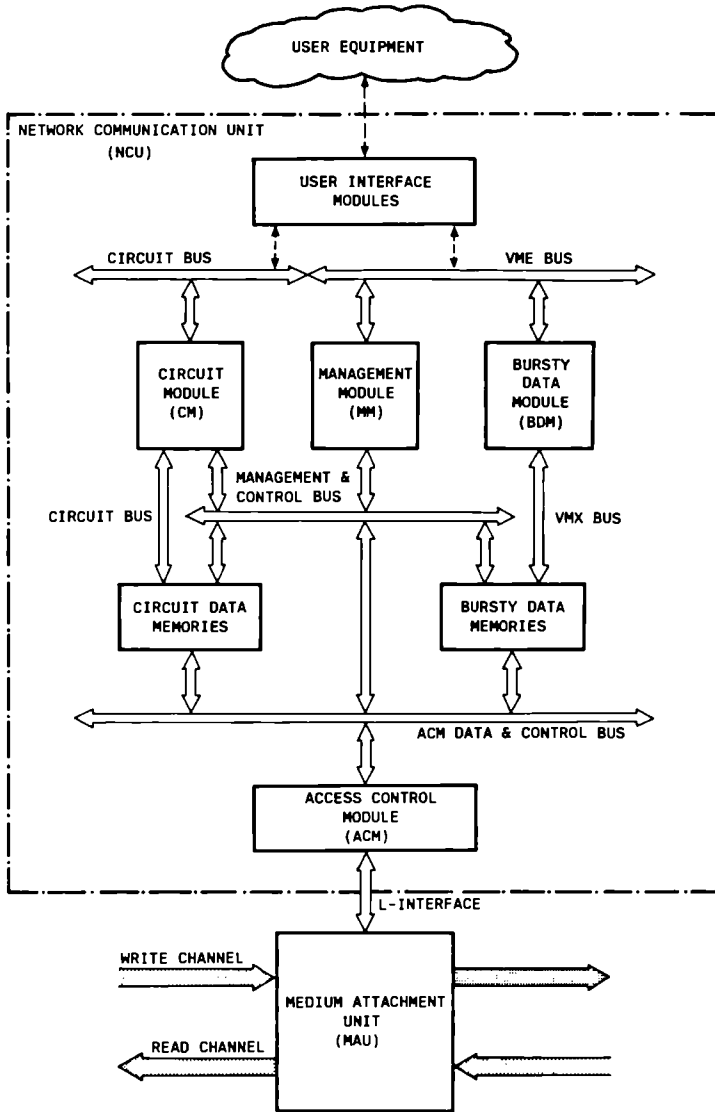 USER EQUIPMENT
NETWORK COMMUNICATION UNIT
(NCU)
USER INTERFACE
MODULES
CIRCUIT BUS
VME BUS
CIRCUIT
MODULE
(CM)
MANAGEMENT
MODULE
(MM)
BURSTY
DATA
MODULE
(BDM)
MANAGEMENT &
CONTROL BUS
CIRCUIT BUS
VMX BUS
CIRCUIT DATA
MEMORIES
BURSTY DATA
MEMORIES
ACM DATA & CONTROL BUS
ACCESS CONTROL
MODULE
(ACM)
L-INTERFACE
WRITE CHANNEL
MEDIUM ATTACHMENT
UNIT
(MAU)
READ CHANNEL